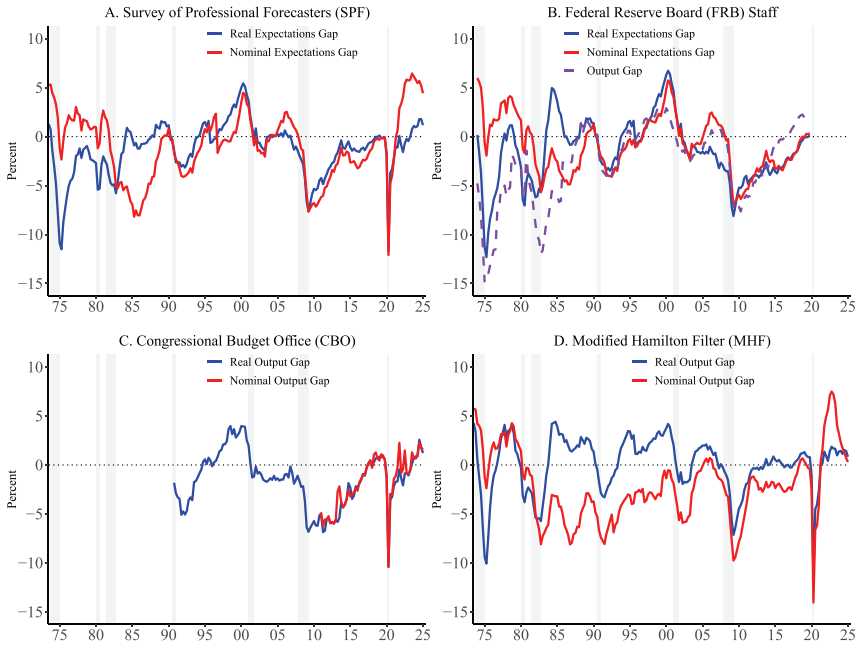 A. Survey of Professional Forecasters (SPF)
Real Expectations Gap
Nominal Expectations Gap
Percent
10
5
0
−5
−10
−15
75 80 85 90 95 00 05 10 15 20 25
B. Federal Reserve Board (FRB) Staff
Real Expectations Gap
Nominal Expectations Gap
Output Gap
Percent
10
5
0
−5
−10
−15
75 80 85 90 95 00 05 10 15 20 25
C. Congressional Budget Office (CBO)
Real Output Gap
Nominal Output Gap
Percent
10
5
0
−5
−10
−15
75 80 85 90 95 00 05 10 15 20 25
D. Modified Hamilton Filter (MHF)
Real Output Gap
Nominal Output Gap
Percent
10
5
0
−5
−10
−15
75 80 85 90 95 00 05 10 15 20 25